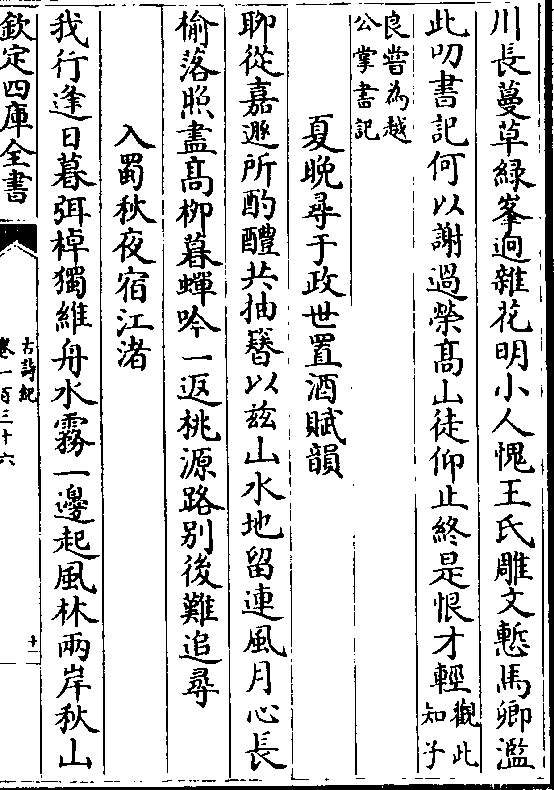 川長蔓草緑峯迥雜花明小人愧王氏雕文慙馬卿濫
此叨書記何以謝過榮髙山徒仰止終是恨才輕觀此知子
良嘗為越公掌書記
夏晚尋于政世置酒賦韻
聊從嘉遯所酌醴共抽簪以兹山水地留連風月心長
榆落照盡髙柳暮蟬吟一返桃源路别後難追尋
入蜀秋夜宿江渚
我行逢日暮弭棹獨維舟水霧一邊起風林兩岸秋山
欽定四庫全書
古詩紀
卷一百三十六
十